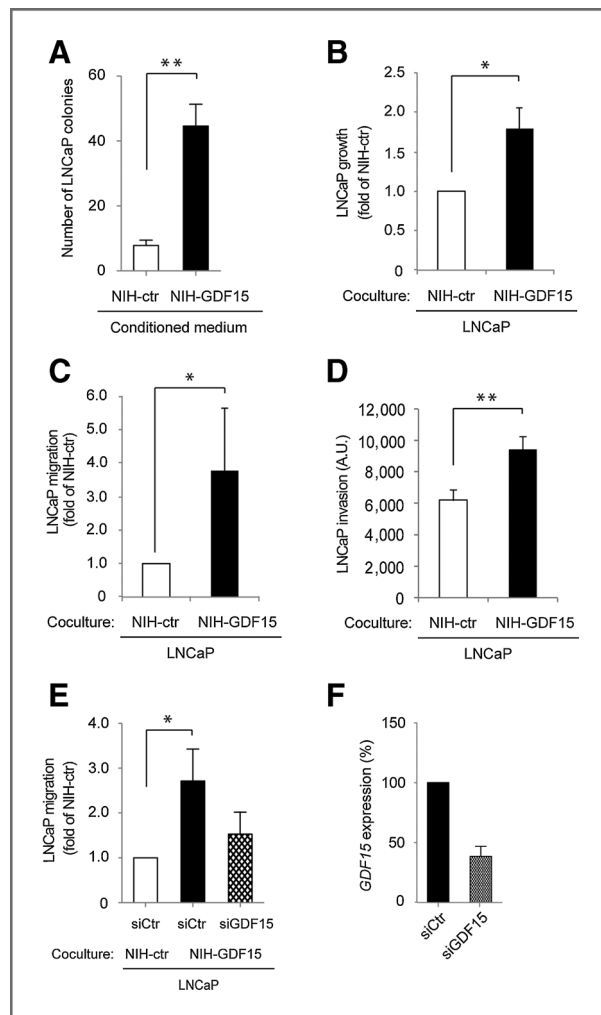 A
**
60
40
20
0
Number of LNCaP colonies
NIH-ctr NIH-GDF15
Conditioned medium
B
*
2.5
2.0
1.5
1.0
0.5
0
LNCaP growth
(fold of NIH-ctr)
Coculture: NIH-ctr NIH-GDF15
LNCaP
C
*
6.0
5.0
4.0
3.0
2.0
1.0
0
LNCaP migration
(fold of NIH-ctr)
Coculture: NIH-ctr NIH-GDF15
LNCaP
D
**
12,000
10,000
8,000
6,000
4,000
2,000
0
LNCaP invasion (A.U.)
Coculture: NIH-ctr NIH-GDF15
LNCaP
E
*
4.0
3.0
2.0
1.0
0
LNCaP migration
(fold of NIH-ctr)
siCtr siCtr siGDF15
Coculture: NIH-ctr NIH-GDF15
LNCaP
F
150
100
50
0
GDF15 expression (%)
siCtr
siGDF15